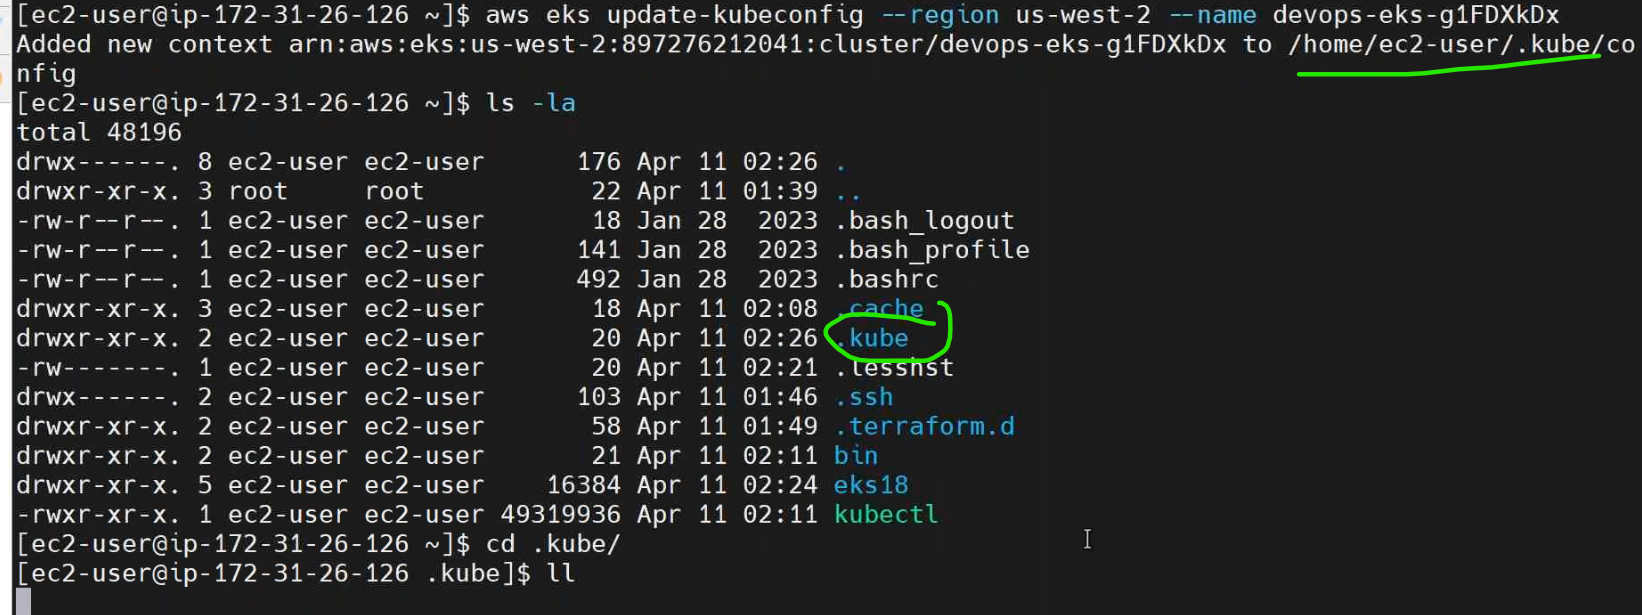 [ec2-user@ip-172-31-26-126 ~]$ aws eks update-kubeconfig --region us-west-2 --name devops-eks-g1FDXkDx
Added new context arn:aws:eks:us-west-2:897276212041:cluster/devops-eks-g1FDXkDx to /home/ec2-user/.kube/co
nfig
[ec2-user@ip-172-31-26-126 ~]$ ls -la
total 48196
drwx------. 8 ec2-user ec2-user      176 Apr 11 02:26 .
drwxr-xr-x. 3 root     root           22 Apr 11 01:39 ..
-rw-r--r--. 1 ec2-user ec2-user       18 Jan 28  2023 .bash_logout
-rw-r--r--. 1 ec2-user ec2-user      141 Jan 28  2023 .bash_profile
-rw-r--r--. 1 ec2-user ec2-user      492 Jan 28  2023 .bashrc
drwxr-xr-x. 3 ec2-user ec2-user       18 Apr 11 02:08 .cache
drwxr-xr-x. 2 ec2-user ec2-user       20 Apr 11 02:26 .kube
-rw-------. 1 ec2-user ec2-user       20 Apr 11 02:21 .lesshst
drwx------. 2 ec2-user ec2-user      103 Apr 11 01:46 .ssh
drwxr-xr-x. 2 ec2-user ec2-user       58 Apr 11 01:49 .terraform.d
drwxr-xr-x. 2 ec2-user ec2-user       21 Apr 11 02:11 bin
drwxr-xr-x. 5 ec2-user ec2-user    16384 Apr 11 02:24 eks18
-rwxr-xr-x. 1 ec2-user ec2-user 49319936 Apr 11 02:11 kubectl
[ec2-user@ip-172-31-26-126 ~]$ cd .kube/
[ec2-user@ip-172-31-26-126 .kube]$ ll